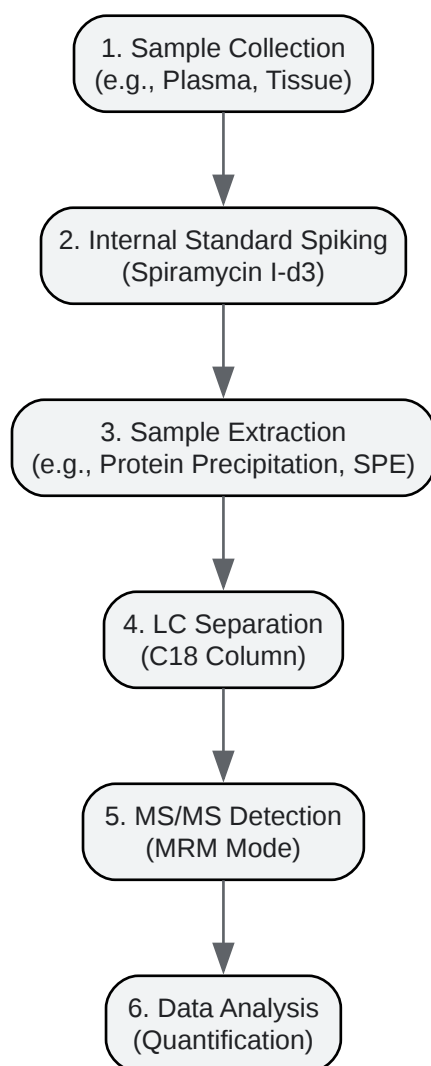 1. Sample Collection
(e.g., Plasma, Tissue)
2. Internal Standard Spiking
(Spiramycin I-d3)
3. Sample Extraction
(e.g., Protein Precipitation, SPE)
4. LC Separation
(C18 Column)
5. MS/MS Detection
(MRM Mode)
6. Data Analysis
(Quantification)